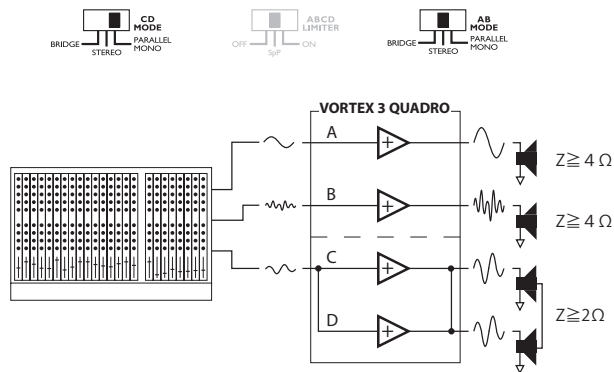 CD
MODE
BRIDGE
STEREO
PARALLEL
MONO
ABCD
LIMITER
OFF
SpP
ON
AB
MODE
BRIDGE
STEREO
PARALLEL
MONO
VORTEX 3 QUADRO
A
Z≧ 4 Ω
B
Z≧ 4 Ω
C
D
Z≧2Ω